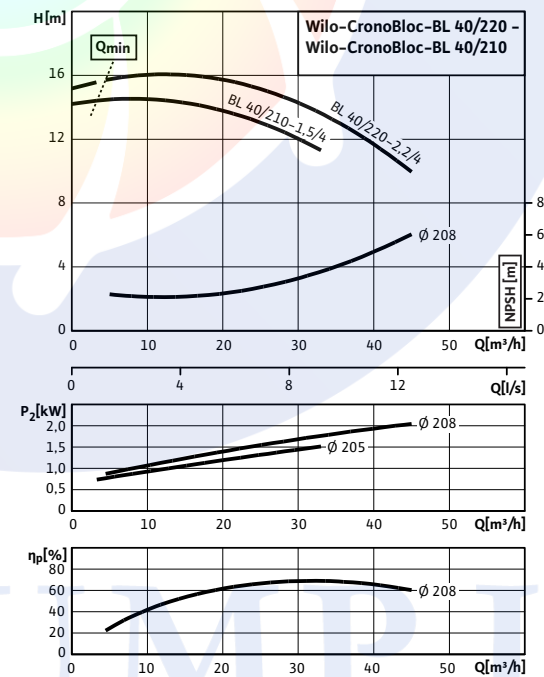 H[m]
Wilo-CronoBloc-BL 40/220 -
Wilo-CronoBloc-BL 40/210
Qmin
16
BL 40/210-1,5/4
BL 40/220-2,2/4
12
8
8
Ø 208
6
4
4
NPSH [m]
2
0
0
0 10 20 30 40 50 Q[m³/h]
0 4 8 12 Q[l/s]
P₂[kW]
2,0
Ø 208
1,5
Ø 205
1,0
0,5
0
0 10 20 30 40 50 Q[m³/h]
ηp[%]
80
60
Ø 208
40
20
0
0 10 20 30 40 50 Q[m³/h]